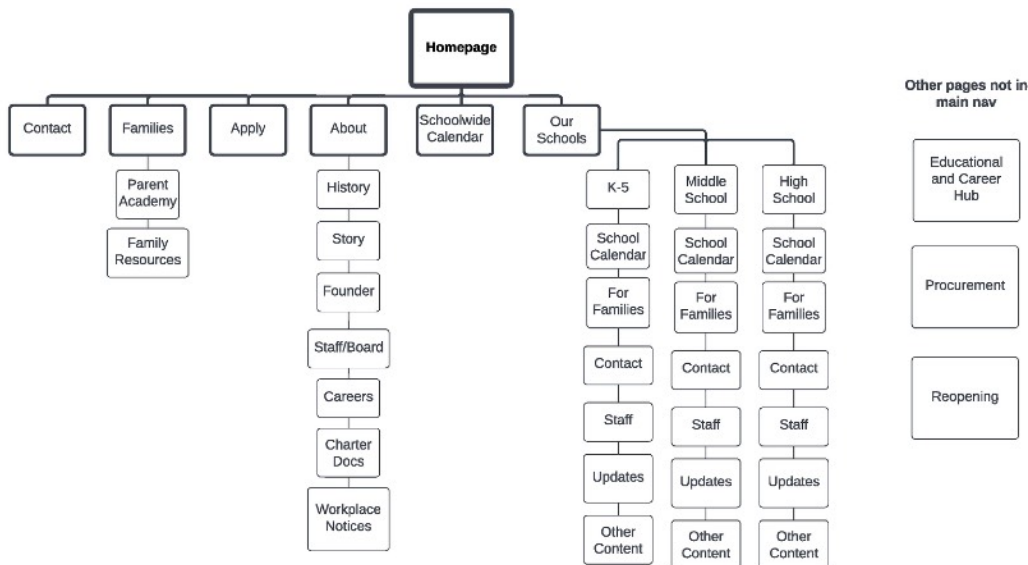 Homepage
Other pages not in
main nav
Contact
Families
Apply
About
Schoolwide
Calendar
Our
Schools
Parent
Academy
Family
Resources
History
Story
Founder
Staff/Board
Careers
Charter
Docs
Workplace
Notices
K-5
School
Calendar
For
Families
Contact
Staff
Updates
Other
Content
Middle
School
School
Calendar
For
Families
Contact
Staff
Updates
Other
Content
High
School
School
Calendar
For
Families
Contact
Staff
Updates
Other
Content
Educational
and Career
Hub
Procurement
Reopening